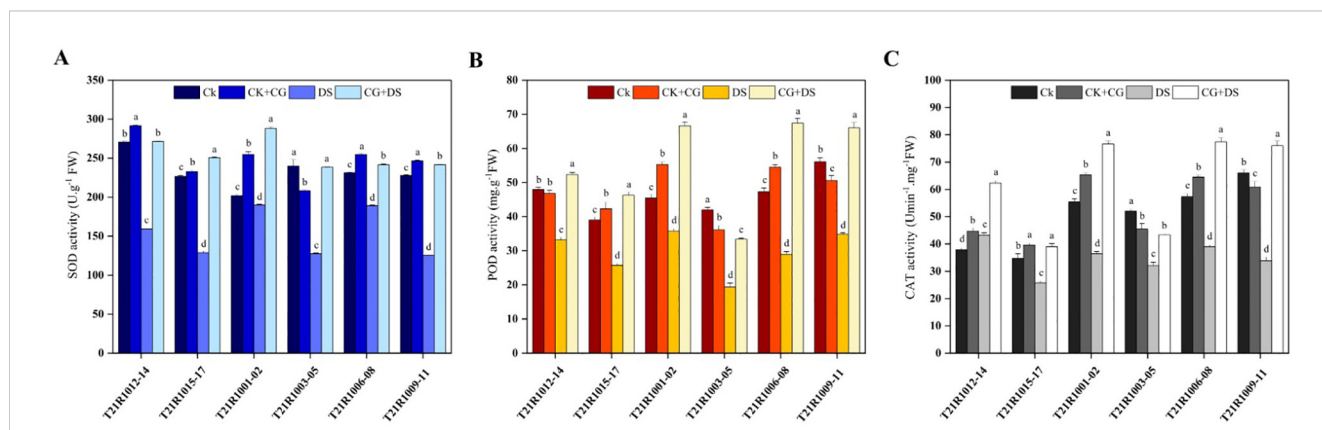 A
SOD activity (U.g⁻¹ FW)
350
300
250
200
150
100
50
0
Ck CK+CG DS CG+DS
b a c b
c b d a
c b d a
a b c a
c a d b
c a d b
T21R1012-14 T21R1015-17 T21R1001-02 T21R1003-05 T21R1006-08 T21R1009-11
B
POD activity (mg.g⁻¹FW)
80
70
60
50
40
30
20
10
0
Ck CK+CG DS CG+DS
b b c a
c b d a
c b d a
a b d c
c b d a
b c d a
T21R1012-14 T21R1015-17 T21R1001-02 T21R1003-05 T21R1006-08 T21R1009-11
C
CAT activity (Umin⁻¹.mg⁻¹FW)
100
90
80
70
60
50
40
30
20
10
0
Ck CK+CG DS CG+DS
d b c a
b a c a
c b d a
a b c b
c b d a
b c d a
T21R1012-14 T21R1015-17 T21R1001-02 T21R1003-05 T21R1006-08 T21R1009-11